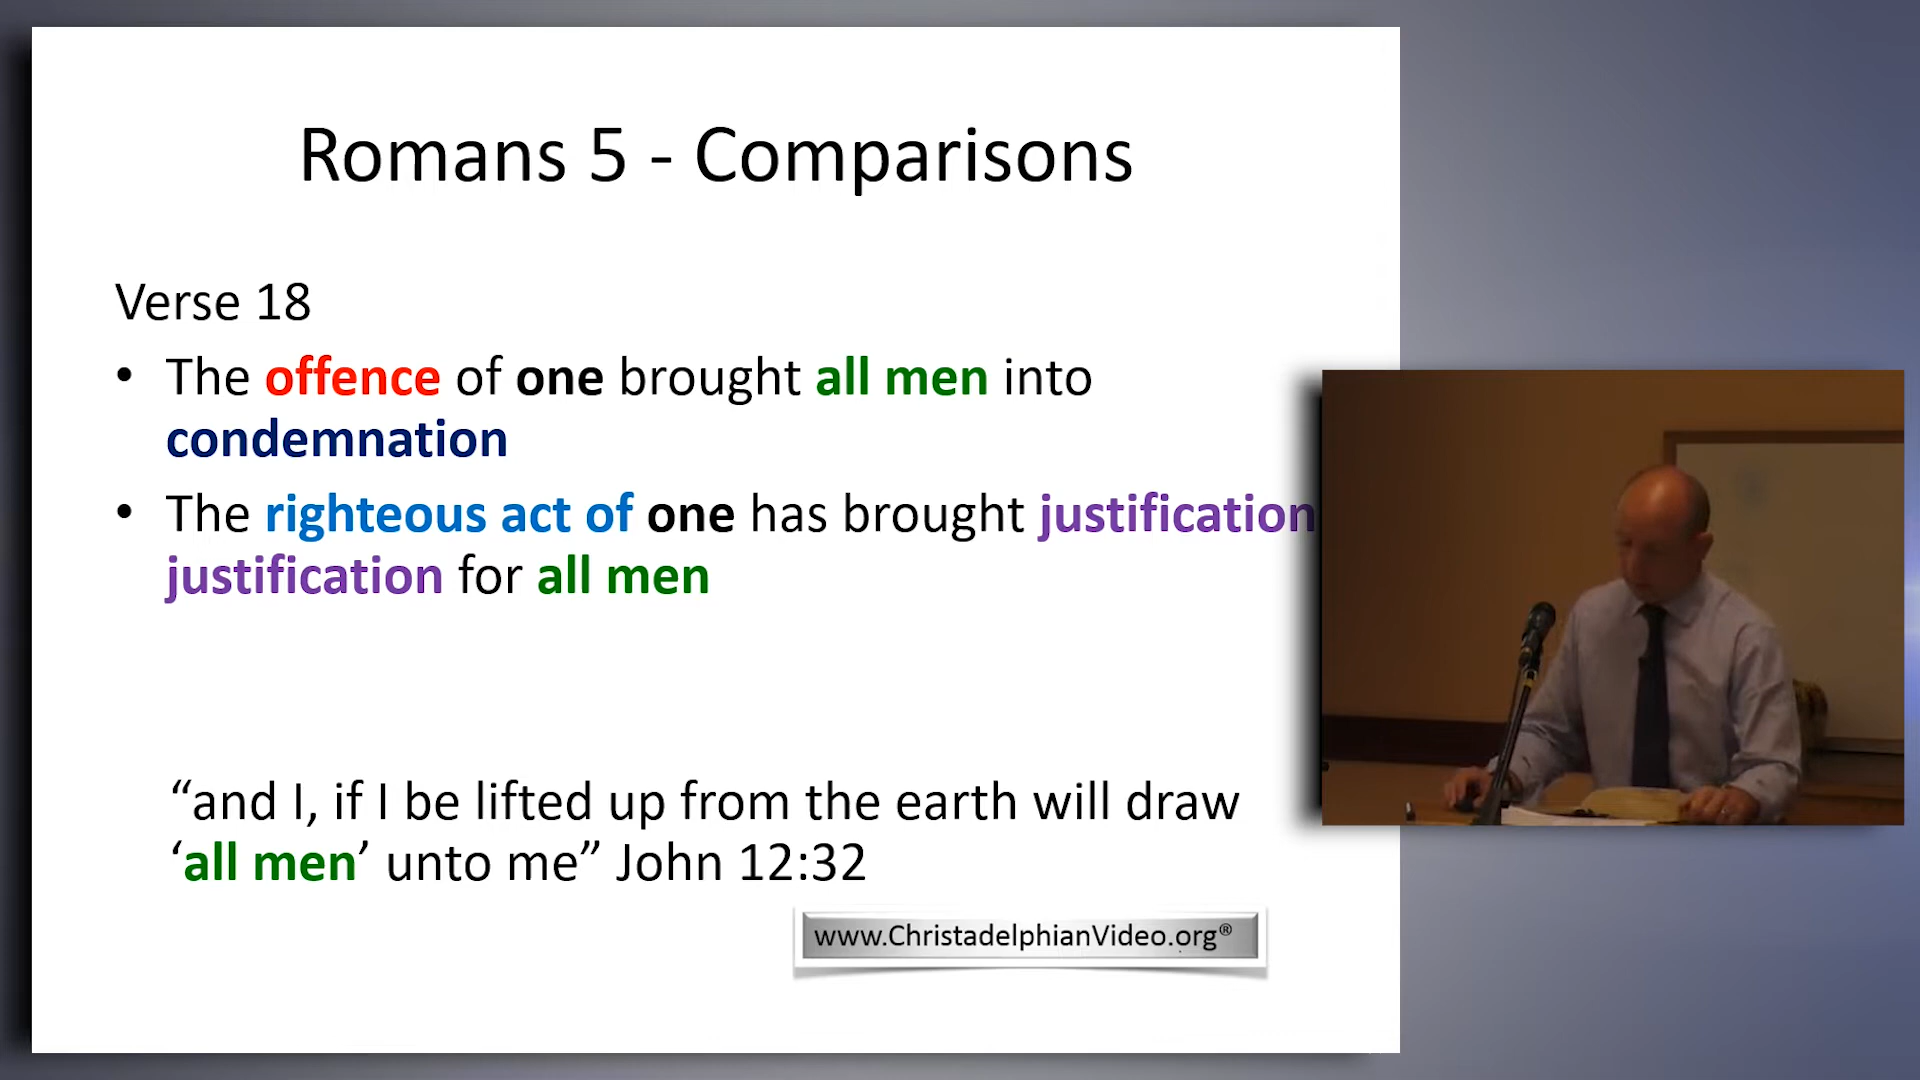 Romans 5 - Comparisons
Verse 18
• The offence of one brought all men into
condemnation
• The righteous act of one has brought justification
justification for all men
“and I, if I be lifted up from the earth will draw
‘all men’ unto me” John 12:32
www.ChristadelphianVideo.org®